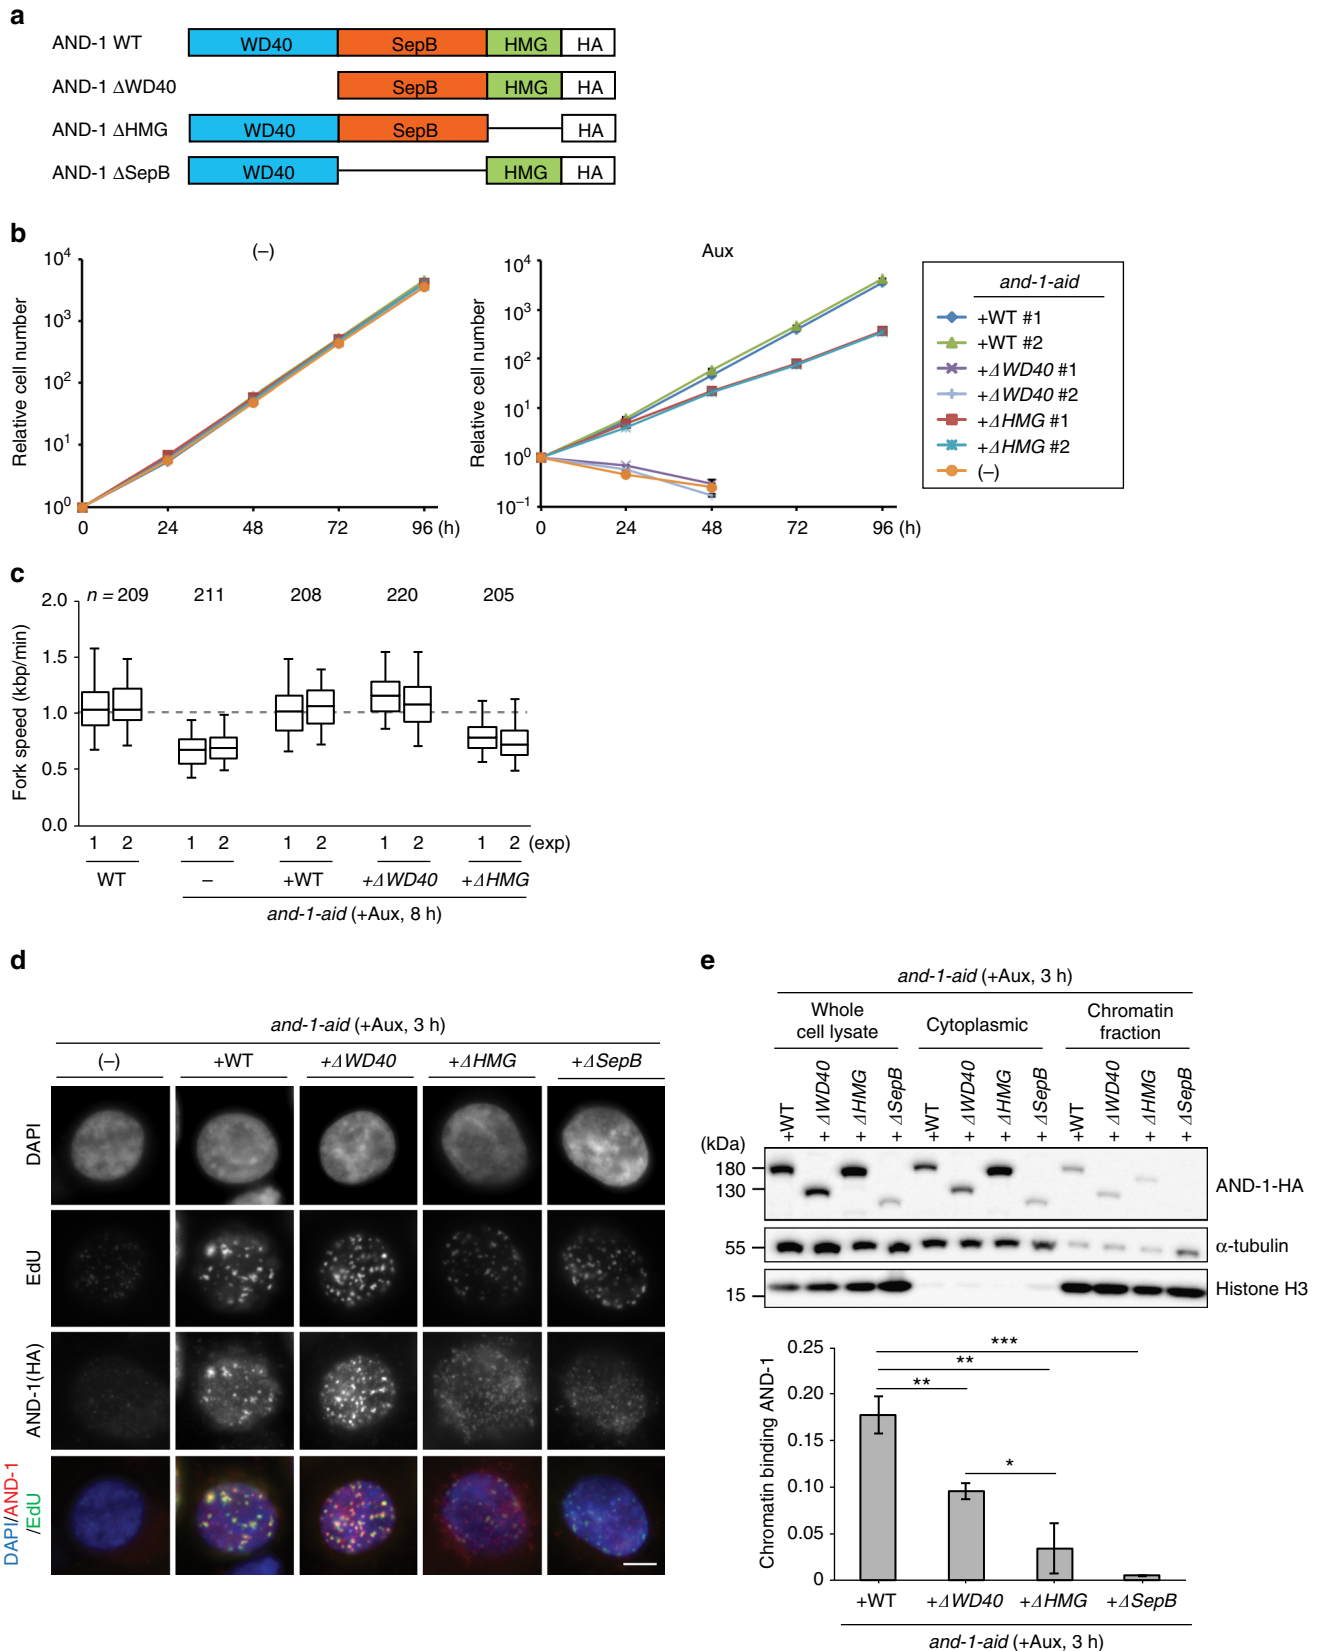 a
AND-1 WT WD40 SepB HMG HA
AND-1 ΔWD40 SepB HMG HA
AND-1 ΔHMG WD40 SepB HA
AND-1 ΔSepB WD40 HMG HA
b
(–)
Relative cell number
10⁴
10³
10²
10¹
10⁰
0 24 48 72 96 (h)
Aux
Relative cell number
10⁴
10³
10²
10¹
10⁰
10⁻¹
0 24 48 72 96 (h)
and-1-aid
+WT #1
+WT #2
+ΔWD40 #1
+ΔWD40 #2
+ΔHMG #1
+ΔHMG #2
(–)
c
n = 209 211 208 220 205
Fork speed (kbp/min)
2.0
1.5
1.0
0.5
0.0
1 2 1 2 1 2 1 2 1 2 (exp)
WT – +WT +ΔWD40 +ΔHMG
and-1-aid (+Aux, 8 h)
d
and-1-aid (+Aux, 3 h)
(–) +WT +ΔWD40 +ΔHMG +ΔSepB
DAPI
EdU
AND-1(HA)
DAPI/AND-1
/EdU
e
and-1-aid (+Aux, 3 h)
Whole
cell lysate
Cytoplasmic
Chromatin
fraction
+WT + ΔWD40 + ΔHMG + ΔSepB +WT + ΔWD40 + ΔHMG + ΔSepB +WT + ΔWD40 + ΔHMG + ΔSepB
(kDa)
180
130
AND-1-HA
55
α-tubulin
15
Histone H3
Chromatin binding AND-1
0.25
0.20
0.15
0.10
0.05
0
***
**
**
*
+WT +ΔWD40 +ΔHMG +ΔSepB
and-1-aid (+Aux, 3 h)